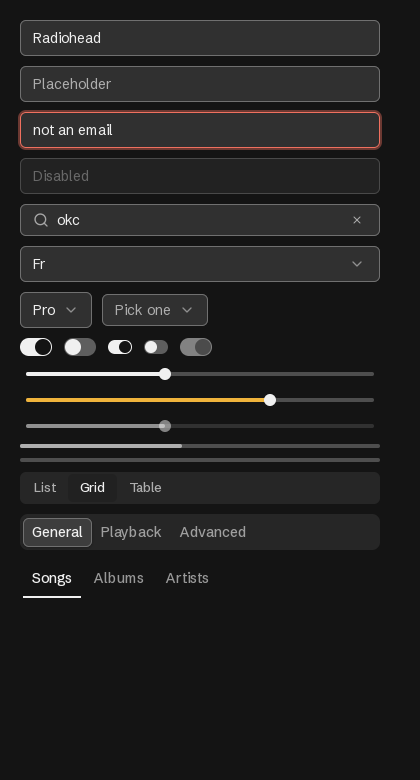 Radiohead
Placeholder
not an email
Disabled
okc
Fr
Pro Pick one
List Grid Table
General Playback Advanced
Songs Albums Artists